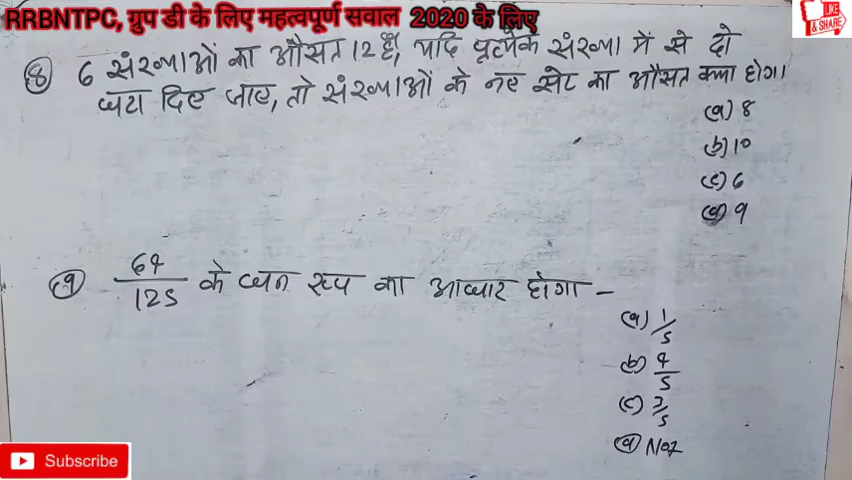 RRBNTPC, ग्रुप डी के लिए महत्वपूर्ण सवाल 2020 के लिए
LIKE & SHARE
(8) 6 संख्याओं का औसत 12 है, यदि प्रत्येक संख्या में से दो
घटा दिए जाए, तो संख्याओं के नए सेट का औसत क्या होगा।
(a) 8
(b) 10
(c) 6
(d) 9
(9) 64/125 के घन रूप का आधार होगा -
(a) 1/5
(b) 4/5
(c) 3/5
(d) Not
Subscribe